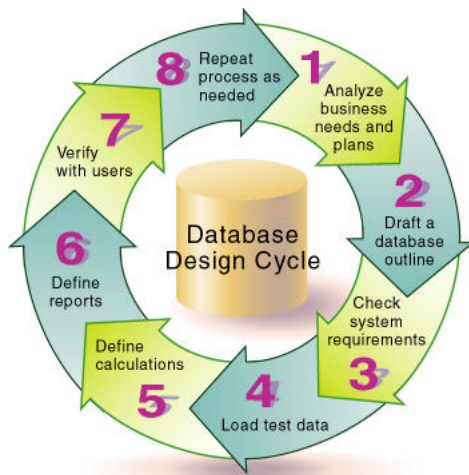 1
Analyze
business
needs and
plans
2
Draft a
database
outline
Check
system
requirements
3
4
Load test data
Define
calculations
5
6
Define
reports
7
Verify
with users
8
Repeat
process as
needed
Database
Design Cycle